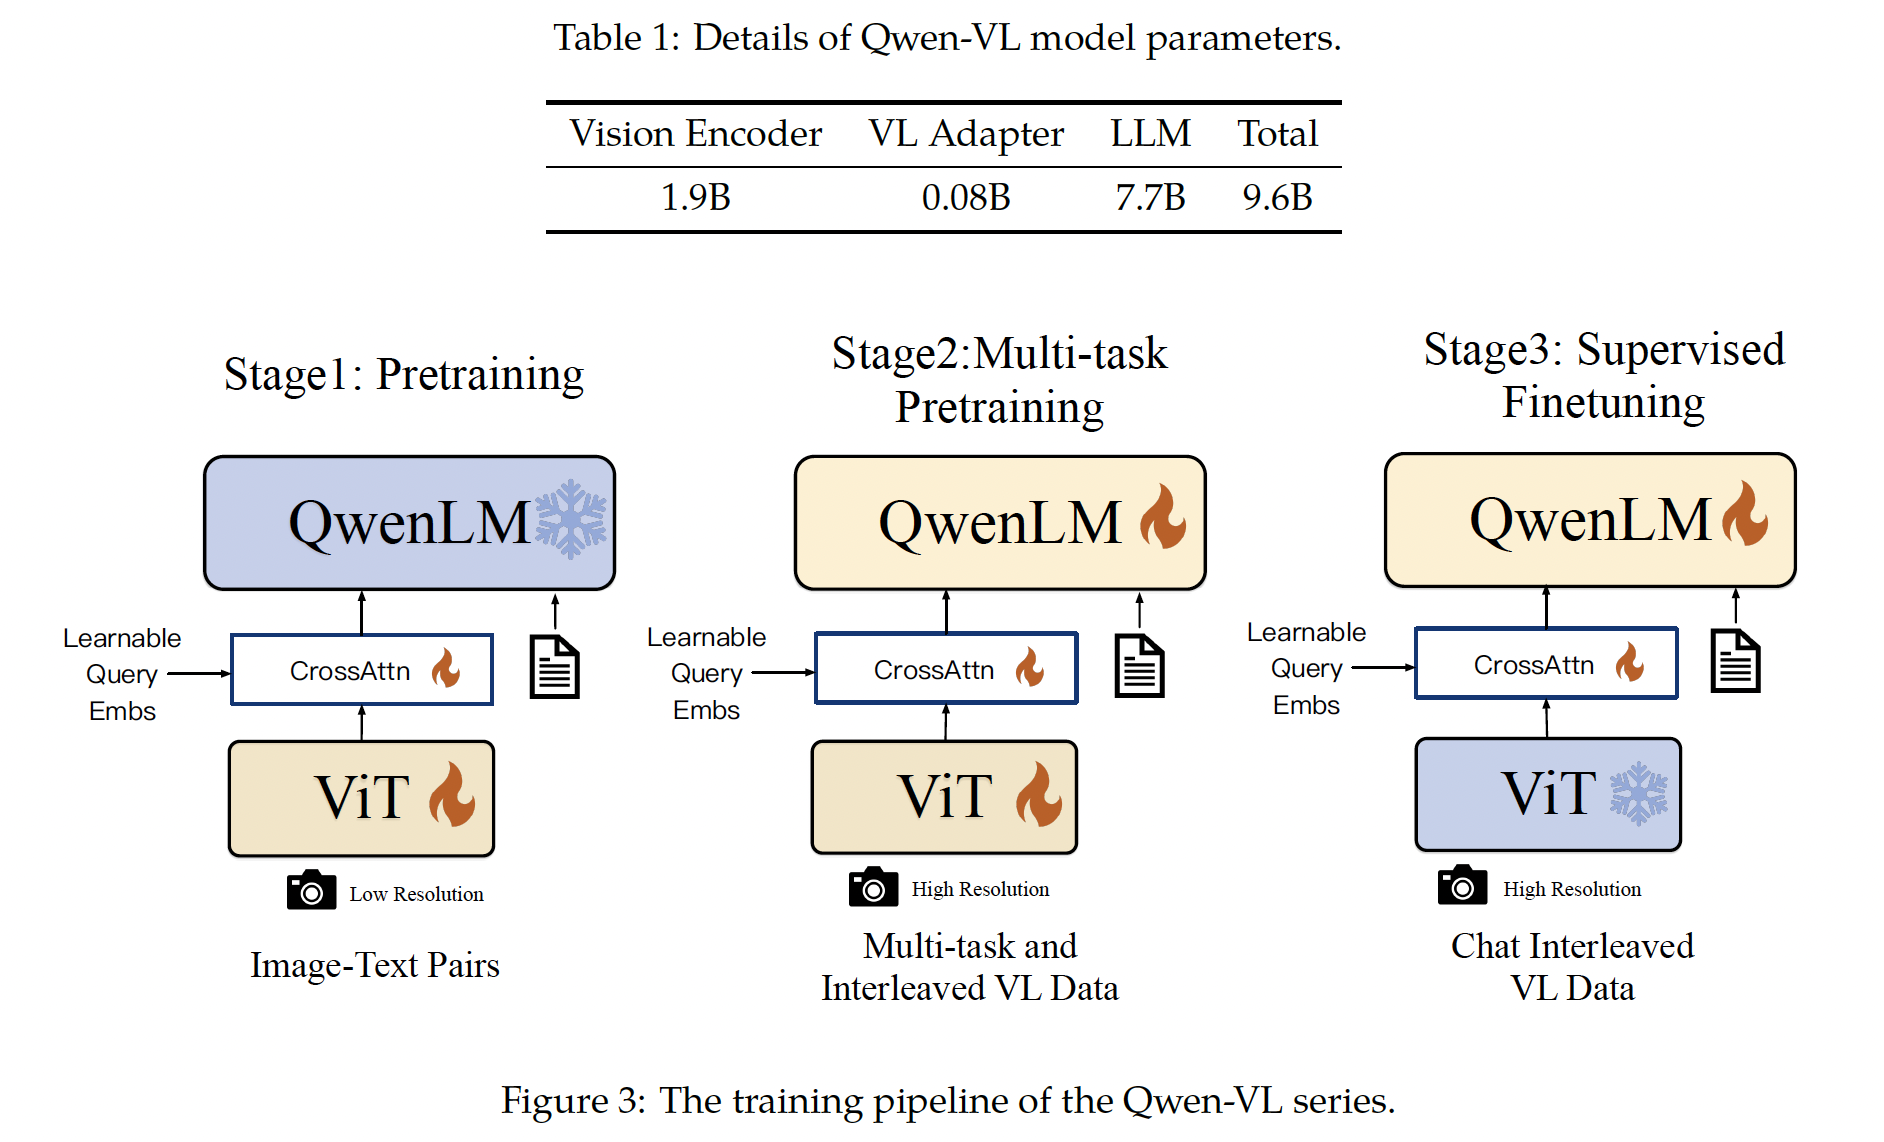 Table 1: Details of Qwen-VL model parameters.
Vision Encoder VL Adapter LLM Total
1.9B 0.08B 7.7B 9.6B
Stage1: Pretraining
QwenLM
Learnable
Query
Embs
CrossAttn
ViT
Low Resolution
Image-Text Pairs
Stage2:Multi-task
Pretraining
QwenLM
Learnable
Query
Embs
CrossAttn
ViT
High Resolution
Multi-task and
Interleaved VL Data
Stage3: Supervised
Finetuning
QwenLM
Learnable
Query
Embs
CrossAttn
ViT
High Resolution
Chat Interleaved
VL Data
Figure 3: The training pipeline of the Qwen-VL series.